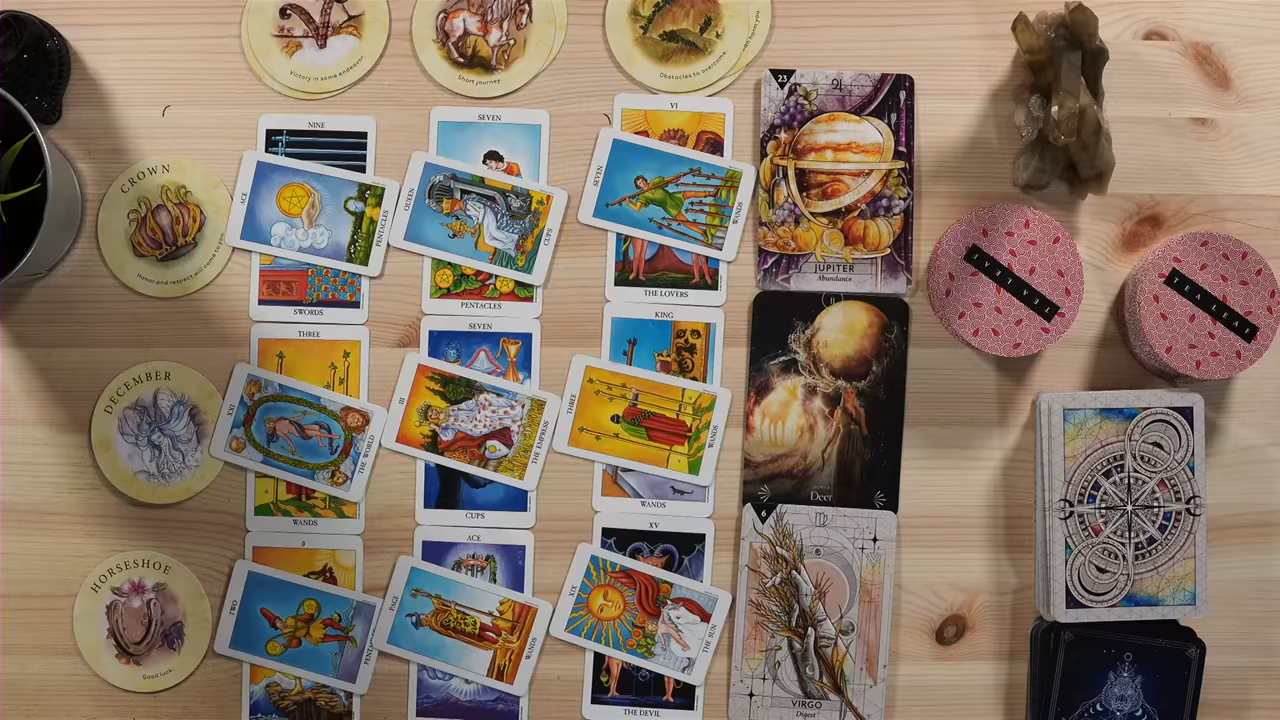 Victory in some endeavor.
Short journey.
Obstacles to overcome.
an harm you.
CROWN
Honor and respect will come to you.
NINE
ACE
PENTACLES
SWORDS
SEVEN
QUEEN
CUPS
PENTACLES
VI
SEVEN
WANDS
THE LOVERS
23
JUPITER
Abundance
TEA LEAF
TEA LEAF
DECEMBER
THREE
XXI
THE WORLD
WANDS
SEVEN
III
THE EMPRESS
CUPS
KING
THREE
WANDS
WANDS
Deer
HORSESHOE
Good luck.
0
TWO
ACE
PAGE
WANDS
XV
XIX
THE SUN
THE DEVIL
6
VIRGO
Digest